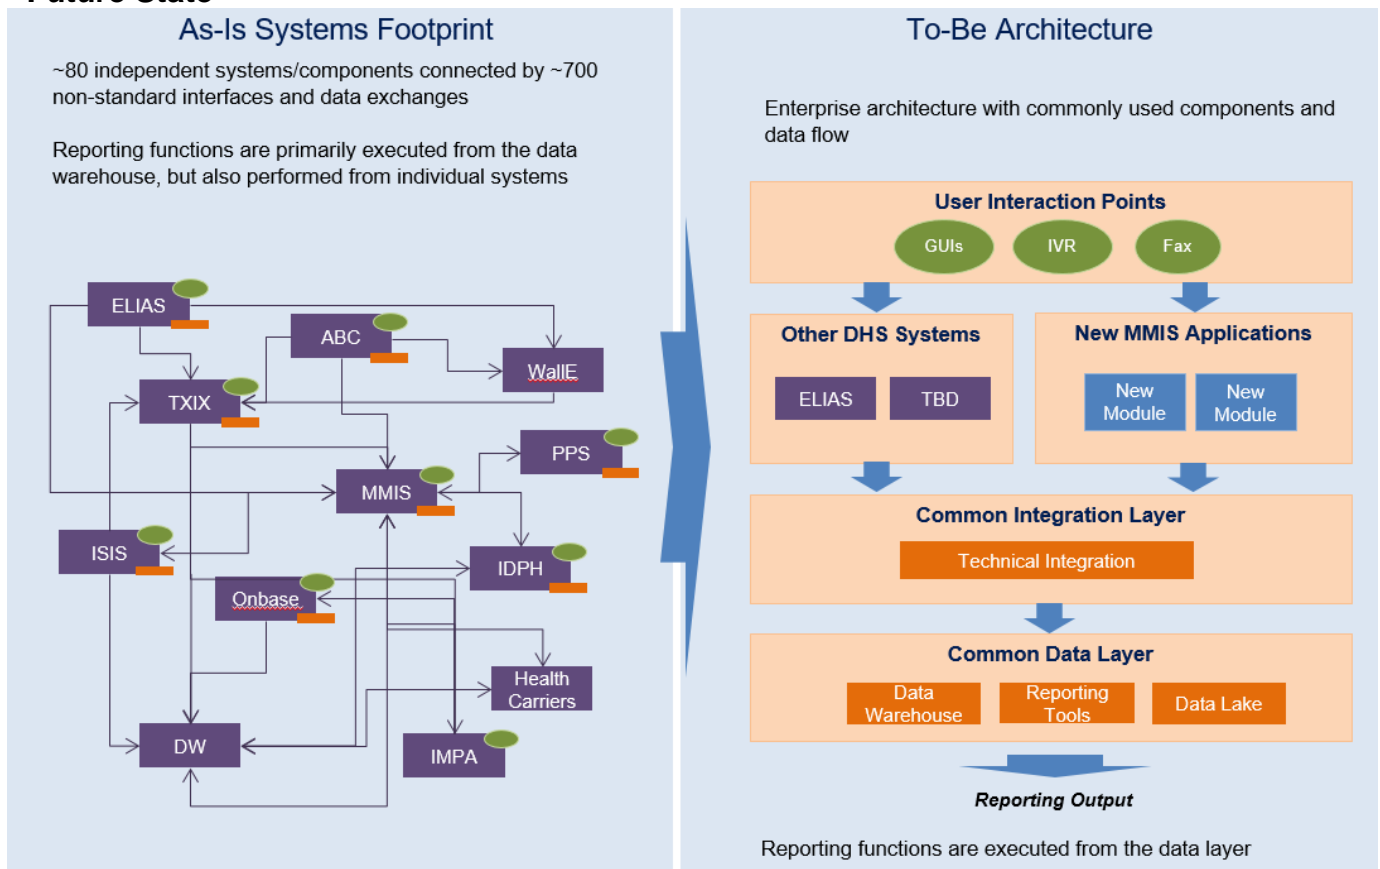 Future State
As-Is Systems Footprint
~80 independent systems/components connected by ~700
non-standard interfaces and data exchanges
Reporting functions are primarily executed from the data
warehouse, but also performed from individual systems
ELIAS
ABC
WallE
TXIX
PPS
MMIS
ISIS
IDPH
Onbase
Health
Carriers
DW
IMPA
To-Be Architecture
Enterprise architecture with commonly used components and
data flow
User Interaction Points
GUIs
IVR
Fax
Other DHS Systems
ELIAS
TBD
New MMIS Applications
New
Module
New
Module
Common Integration Layer
Technical Integration
Common Data Layer
Data
Warehouse
Reporting
Tools
Data Lake
Reporting Output
Reporting functions are executed from the data layer